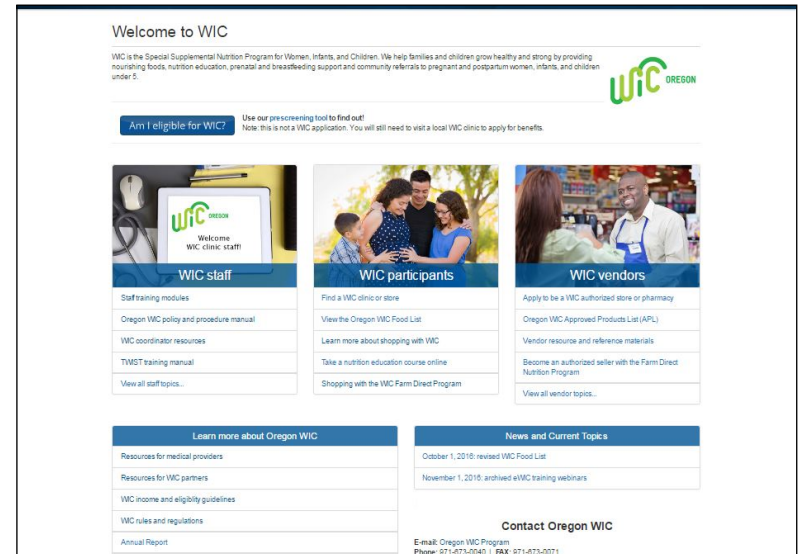 Welcome to WIC
WIC is the Special Supplemental Nutrition Program for Women, Infants, and Children. We help families and children grow healthy and strong by providing
nourishing foods, nutrition education, prenatal and breastfeeding support and community referrals to pregnant and postpartum women, infants, and children
under 5.
WIC OREGON
Am I eligible for WIC?
Use our prescreening tool to find out!
Note: this is not a WIC application. You will still need to visit a local WIC clinic to apply for benefits.
WIC OREGON
Welcome
WIC clinic staff!
WIC staff
Staff training modules
Oregon WIC policy and procedure manual
WIC coordinator resources
TWIST training manual
View all staff topics...
WIC participants
Find a WIC clinic or store
View the Oregon WIC Food List
Learn more about shopping with WIC
Take a nutrition education course online
Shopping with the WIC Farm Direct Program
WIC vendors
Apply to be a WIC authorized store or pharmacy
Oregon WIC Approved Products List (APL)
Vendor resource and reference materials
Become an authorized seller with the Farm Direct
Nutrition Program
View all vendor topics...
Learn more about Oregon WIC
Resources for medical providers
Resources for WIC partners
WIC income and eligiblity guidelines
WIC rules and regulations
Annual Report
News and Current Topics
October 1, 2016: revised WIC Food List
November 1, 2016: archived eWIC training webinars
Contact Oregon WIC
E-mail: Oregon WIC Program
Phone: 971-673-0040 | FAX: 971-673-0071